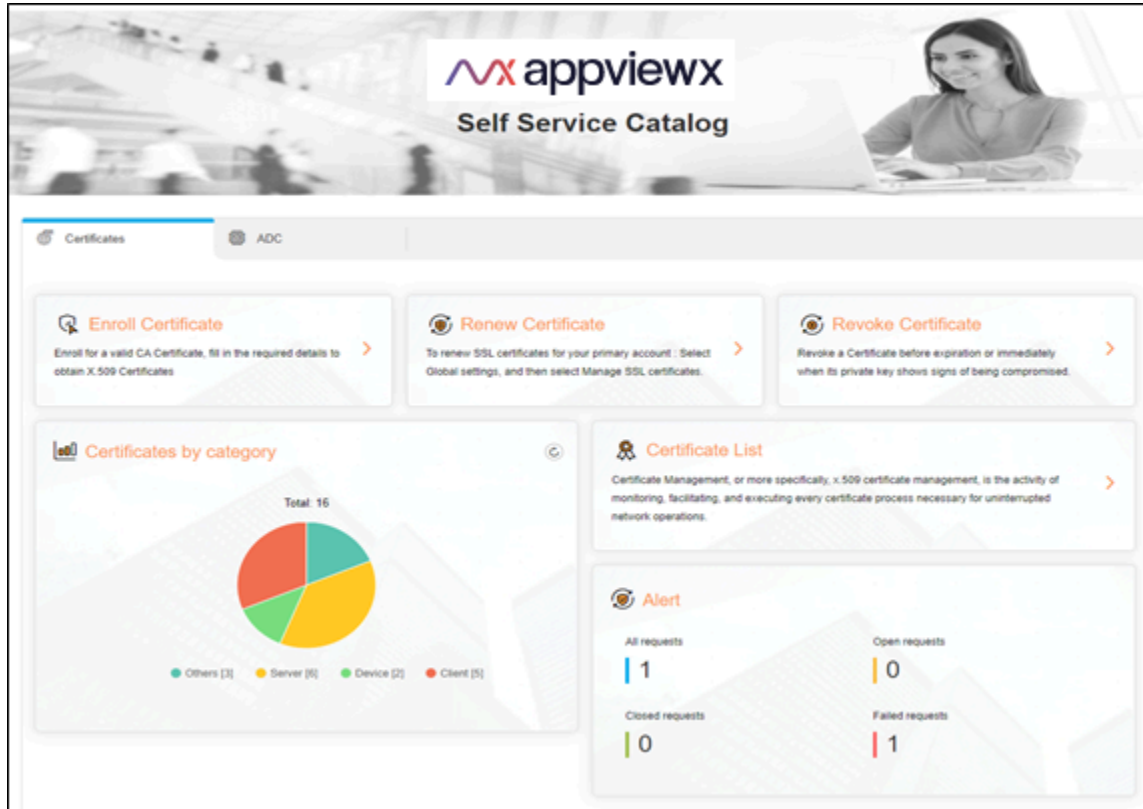 appviewx
Self Service Catalog
Certificates
ADC
Enroll Certificate
Enroll for a valid CA Certificate, fill in the required details to
obtain X.509 Certificates
Renew Certificate
To renew SSL certificates for your primary account : Select
Global settings, and then select Manage SSL certificates.
Revoke Certificate
Revoke a Certificate before expiration or immediately
when its private key shows signs of being compromised.
Certificates by category
Total: 16
Others [3]
Server [6]
Device [2]
Client [5]
Certificate List
Certificate Management, or more specifically, x.509 certificate management, is the activity of
monitoring, facilitating, and executing every certificate process necessary for uninterrupted
network operations.
Alert
All requests
1
Open requests
0
Closed requests
0
Failed requests
1